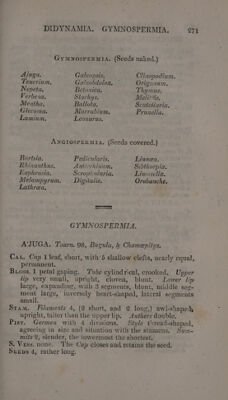 DIDYNAMIA. GYMNOSPERMIA. 271
GYMNOSPERMIA. (Seeds naked.)
Ajuga. Galeopsis. Clinopodium.
Teucrium. Galeobdolon. Origanum.
Nepeta. Betonica. Thymus.
Verbena. Stachys. Melittis.
Mentha. Ballota. Scutellaria.
Glecoma. Marrubium. Prunella.
Lamium. Leonurus.
ANGIOSPERMIA. (Seeds covered.)
Bartsia. Pedicularis. Linnæa.
Rhinanthus. Antirrhinum. Sibthorpia.
Euphrasia. Scrophularia. Limosella.
Melampyrum. Digitalis. Orobanche.
Lathræa.
GYMNOSPERMIA.
AJUGA. Tourn. 98, Bugula, & Chamæpitys.
CAL. Cup 1 leaf, short, with 5 shallow clefts, nearly equal,
permanent.
BLOSS. 1 petal gaping. Tube cylindrical, crooked. Upper
lip very small, upright, cloven, blunt. Lower lip
large, expanding, with 3 segments, blunt, middle seg-
ment large, inversely heart-shaped, lateral segments
small.
STAM. Filaments 4, (2 short, and 2 long,) awl-shaped,
upright, taller than the upper lip. Anthers double.
PIST. Germen with 4 divisions. Style thread-shaped,
agreeing in size and situation with the stamens. Sum-
mits 2, slender, the lowermost the shortest.
S. VESS. none. The Cup closes and retains the seed.
SEEDS 4, rather long.